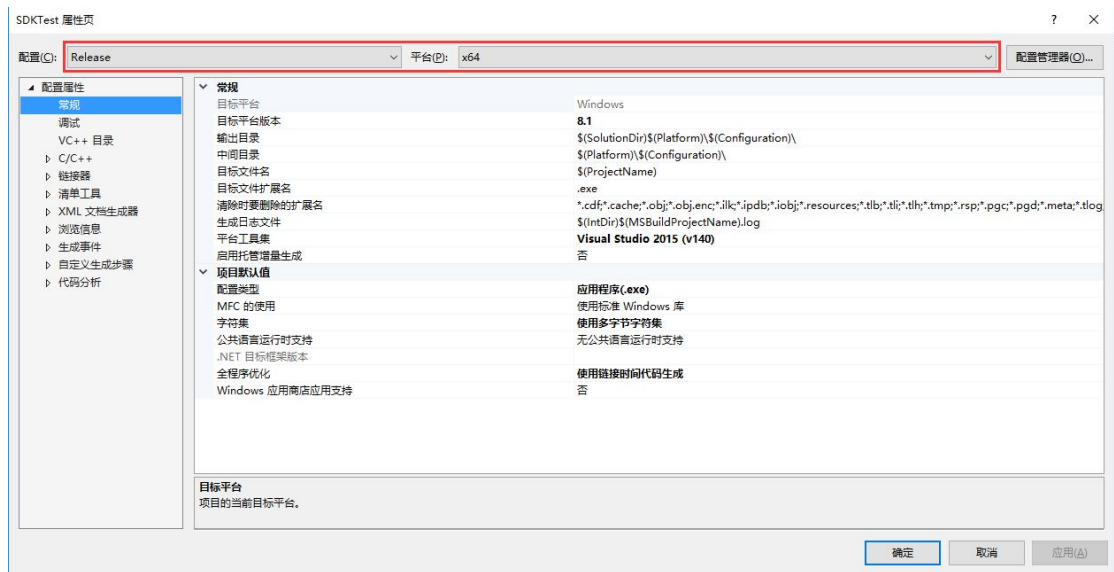 SDKTest 属性页
配置(C): Release 平台(P): x64 配置管理器(O)...
配置属性
常规
调试
VC++ 目录
C/C++
链接器
清单工具
XML 文档生成器
浏览信息
生成事件
自定义生成步骤
代码分析
常规
目标平台 Windows
目标平台版本 8.1
输出目录 $(SolutionDir)$(Platform)\$(Configuration)\
中间目录 $(Platform)\$(Configuration)\
目标文件名 $(ProjectName)
目标文件扩展名 .exe
清除时要删除的扩展名 *.cdf;*.cache;*.obj;*.obj.enc;*.ilk;*.ipdb;*.iobj;*.resources;*.tlb;*.tli;*.tlh;*.tmp;*.rsp;*.pgc;*.pgd;*.meta;*.tlog
生成日志文件 $(IntDir)$(MSBuildProjectName).log
平台工具集 Visual Studio 2015 (v140)
启用托管增量生成 否
项目默认值
配置类型 应用程序(.exe)
MFC 的使用 使用标准 Windows 库
字符集 使用多字节字符集
公共语言运行时支持 无公共语言运行时支持
.NET 目标框架版本
全程序优化 使用链接时间代码生成
Windows 应用商店应用支持 否
目标平台
项目的当前目标平台。
确定 取消 应用(A)